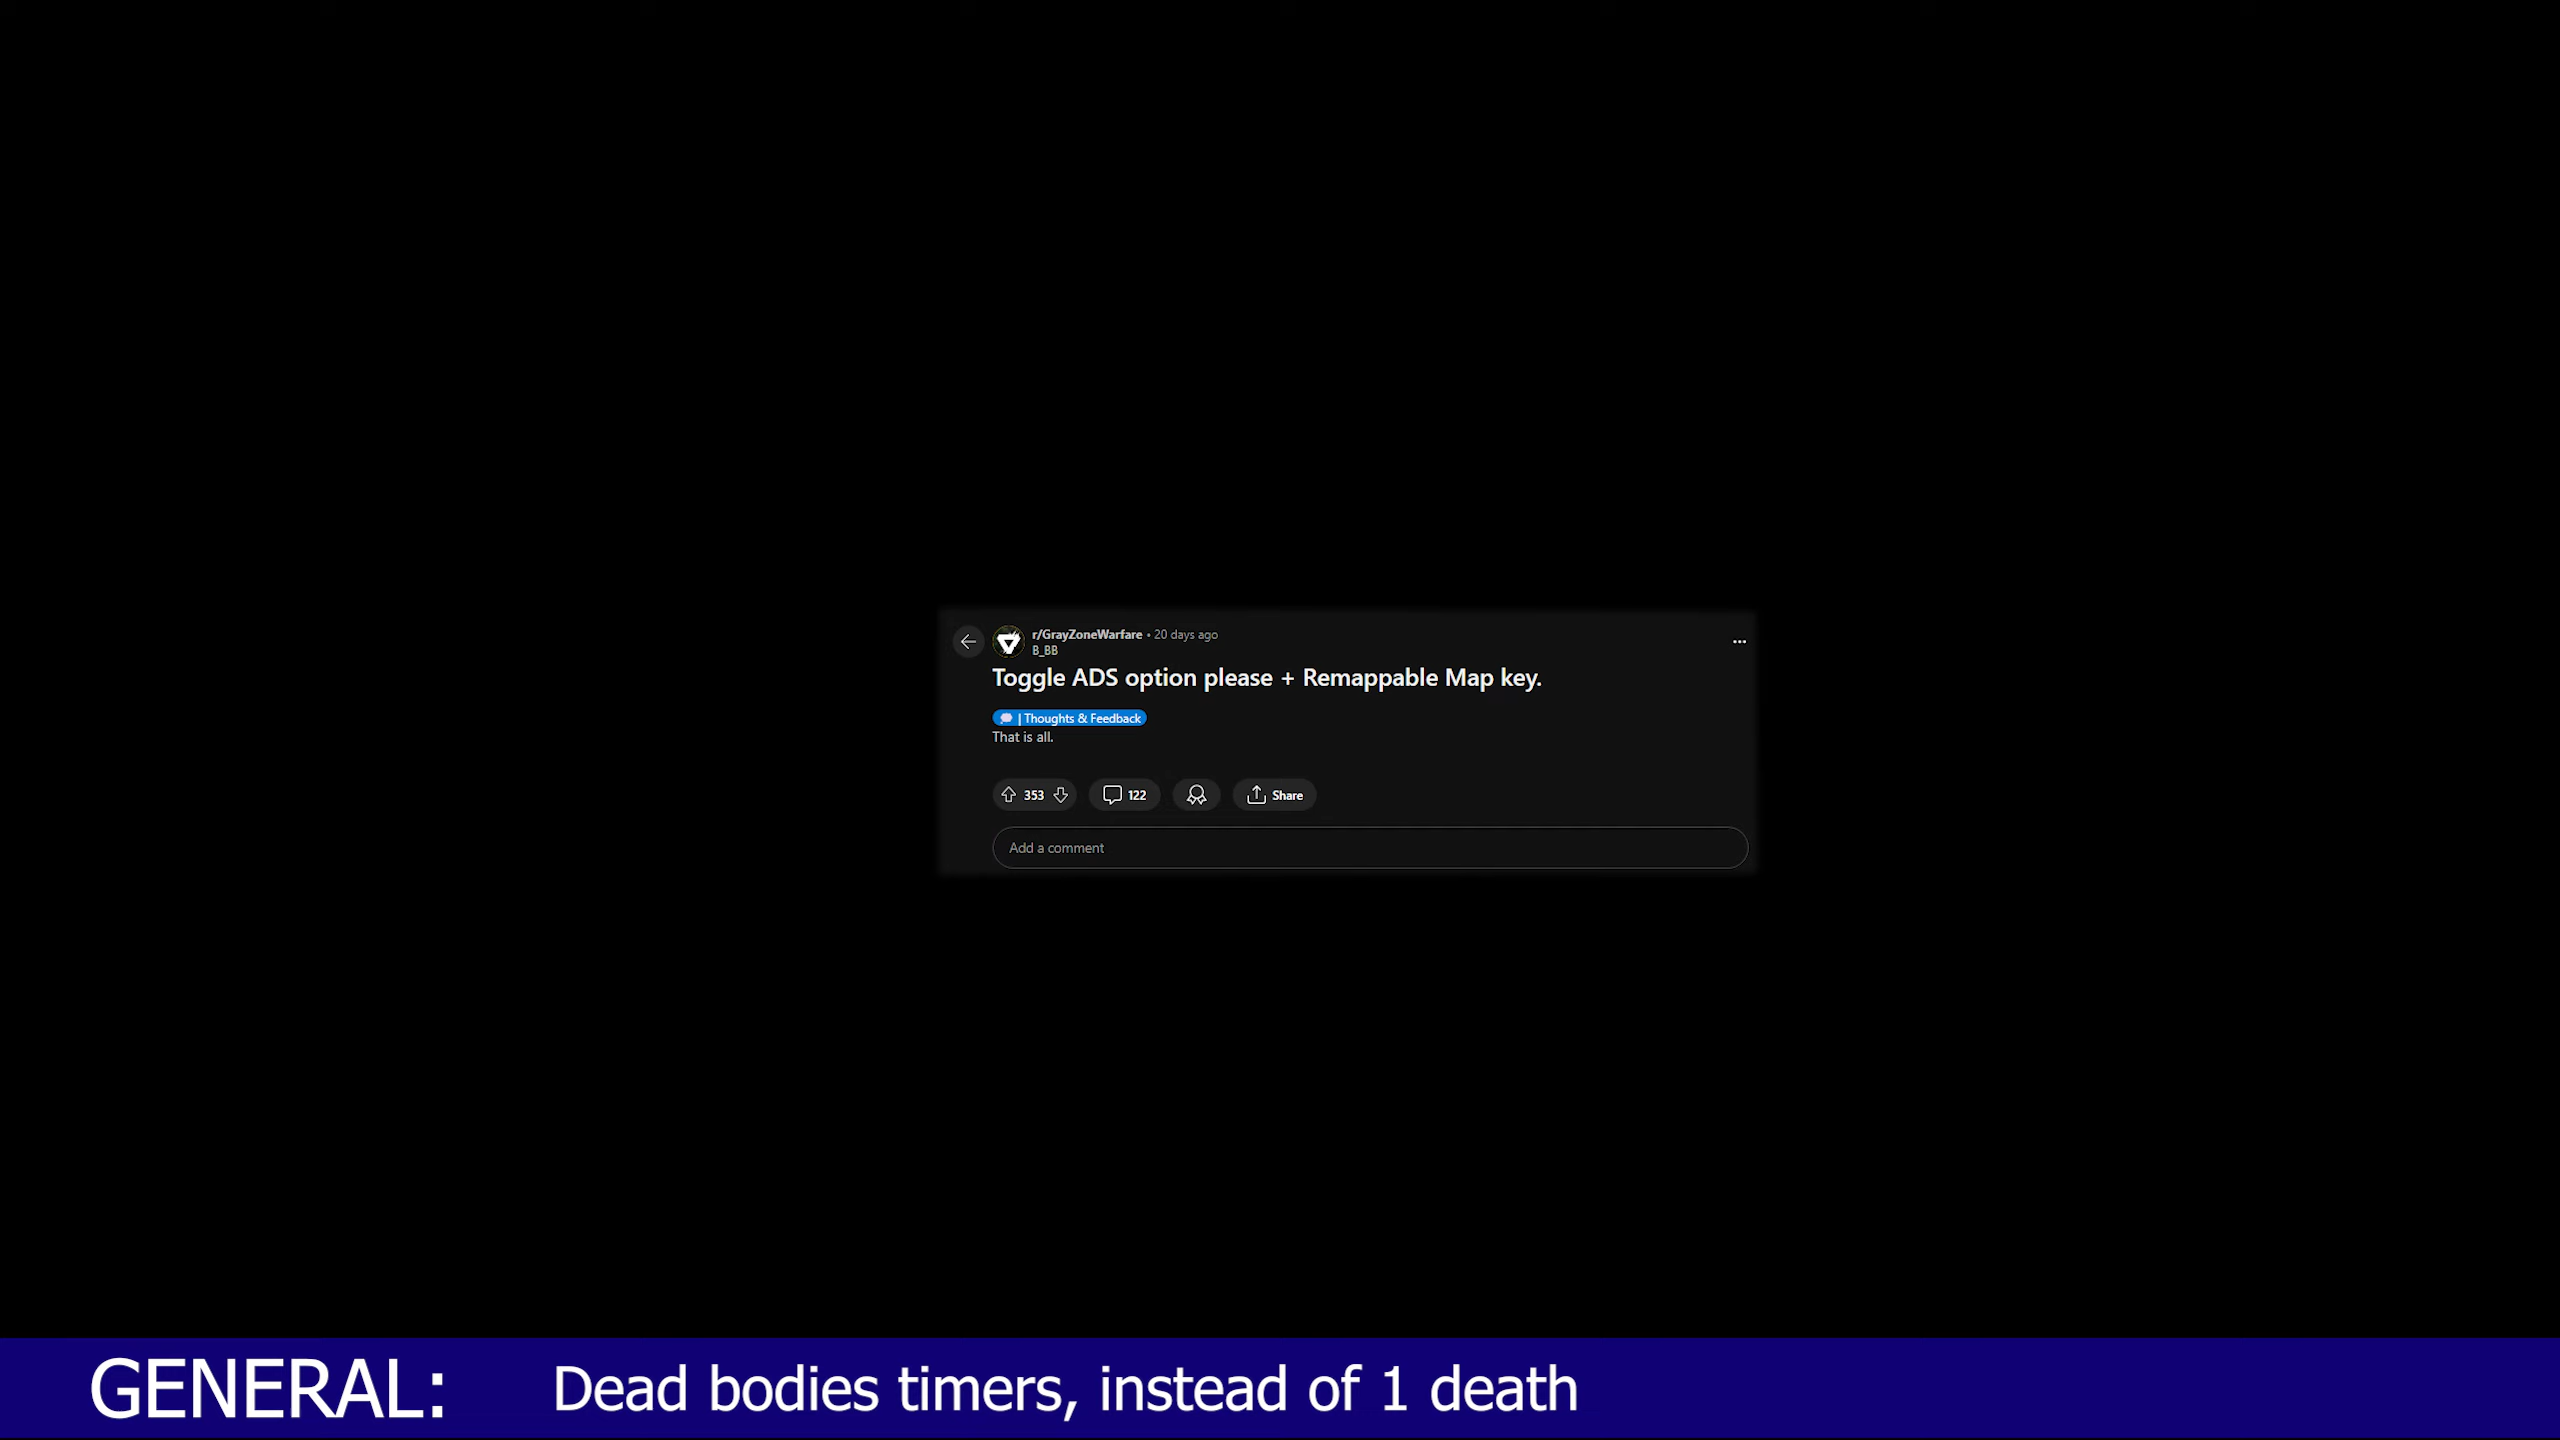 r/GrayZoneWarfare • 20 days ago
B_BB
Toggle ADS option please + Remappable Map key.
| Thoughts & Feedback
That is all.
353 122 Share
Add a comment
GENERAL: Dead bodies timers, instead of 1 death